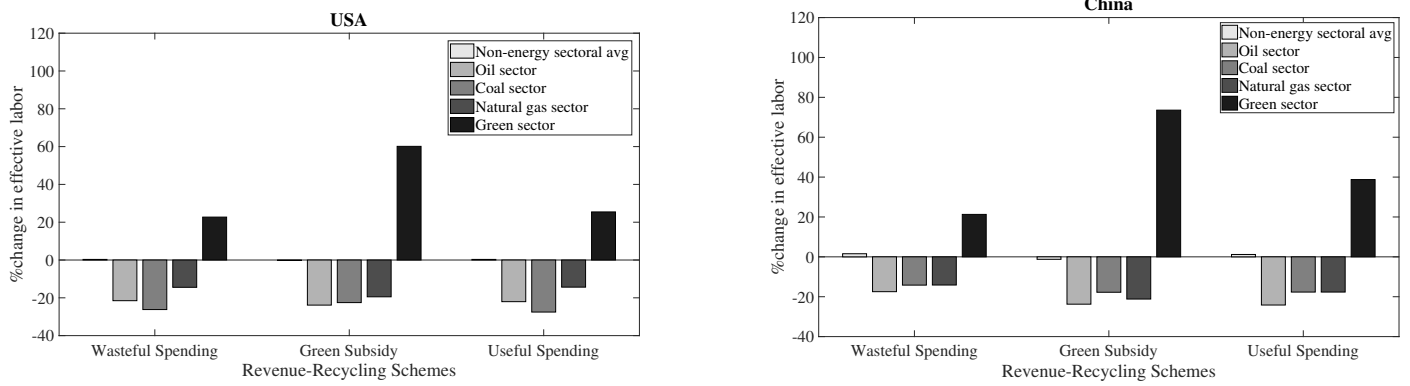 USA
120
100
80
60
40
20
0
-20
-40
%change in effective labor
Non-energy sectoral avg
Oil sector
Coal sector
Natural gas sector
Green sector
Wasteful Spending
Green Subsidy
Useful Spending
Revenue-Recycling Schemes
China
120
100
80
60
40
20
0
-20
-40
%change in effective labor
Non-energy sectoral avg
Oil sector
Coal sector
Natural gas sector
Green sector
Wasteful Spending
Green Subsidy
Useful Spending
Revenue-Recycling Schemes